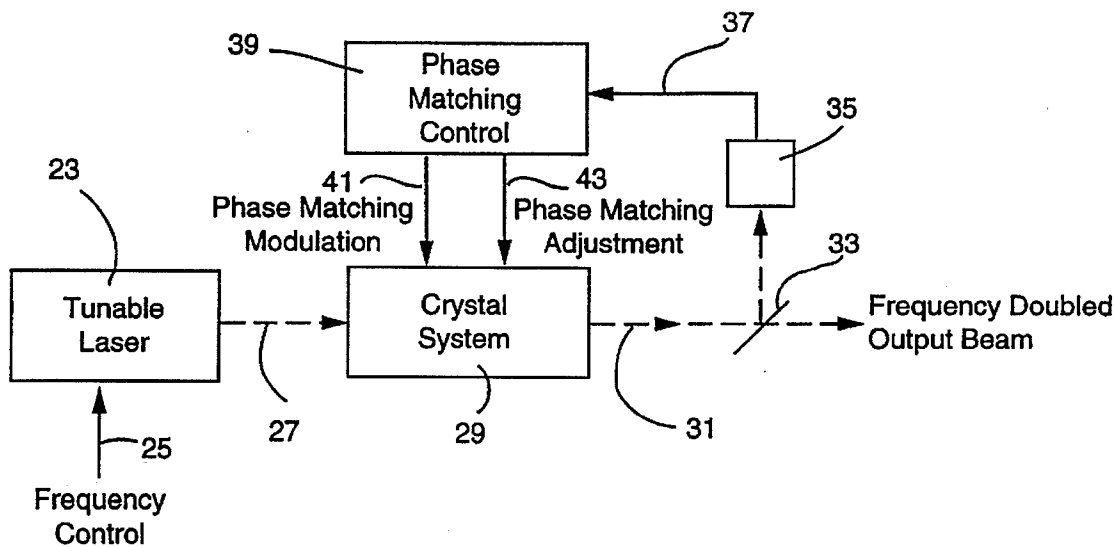 39
Phase
Matching
Control
37
35
23
41
43
Phase Matching
Modulation
Phase Matching
Adjustment
33
Tunable
Laser
Crystal
System
Frequency Doubled
Output Beam
25
27
29
31
Frequency
Control